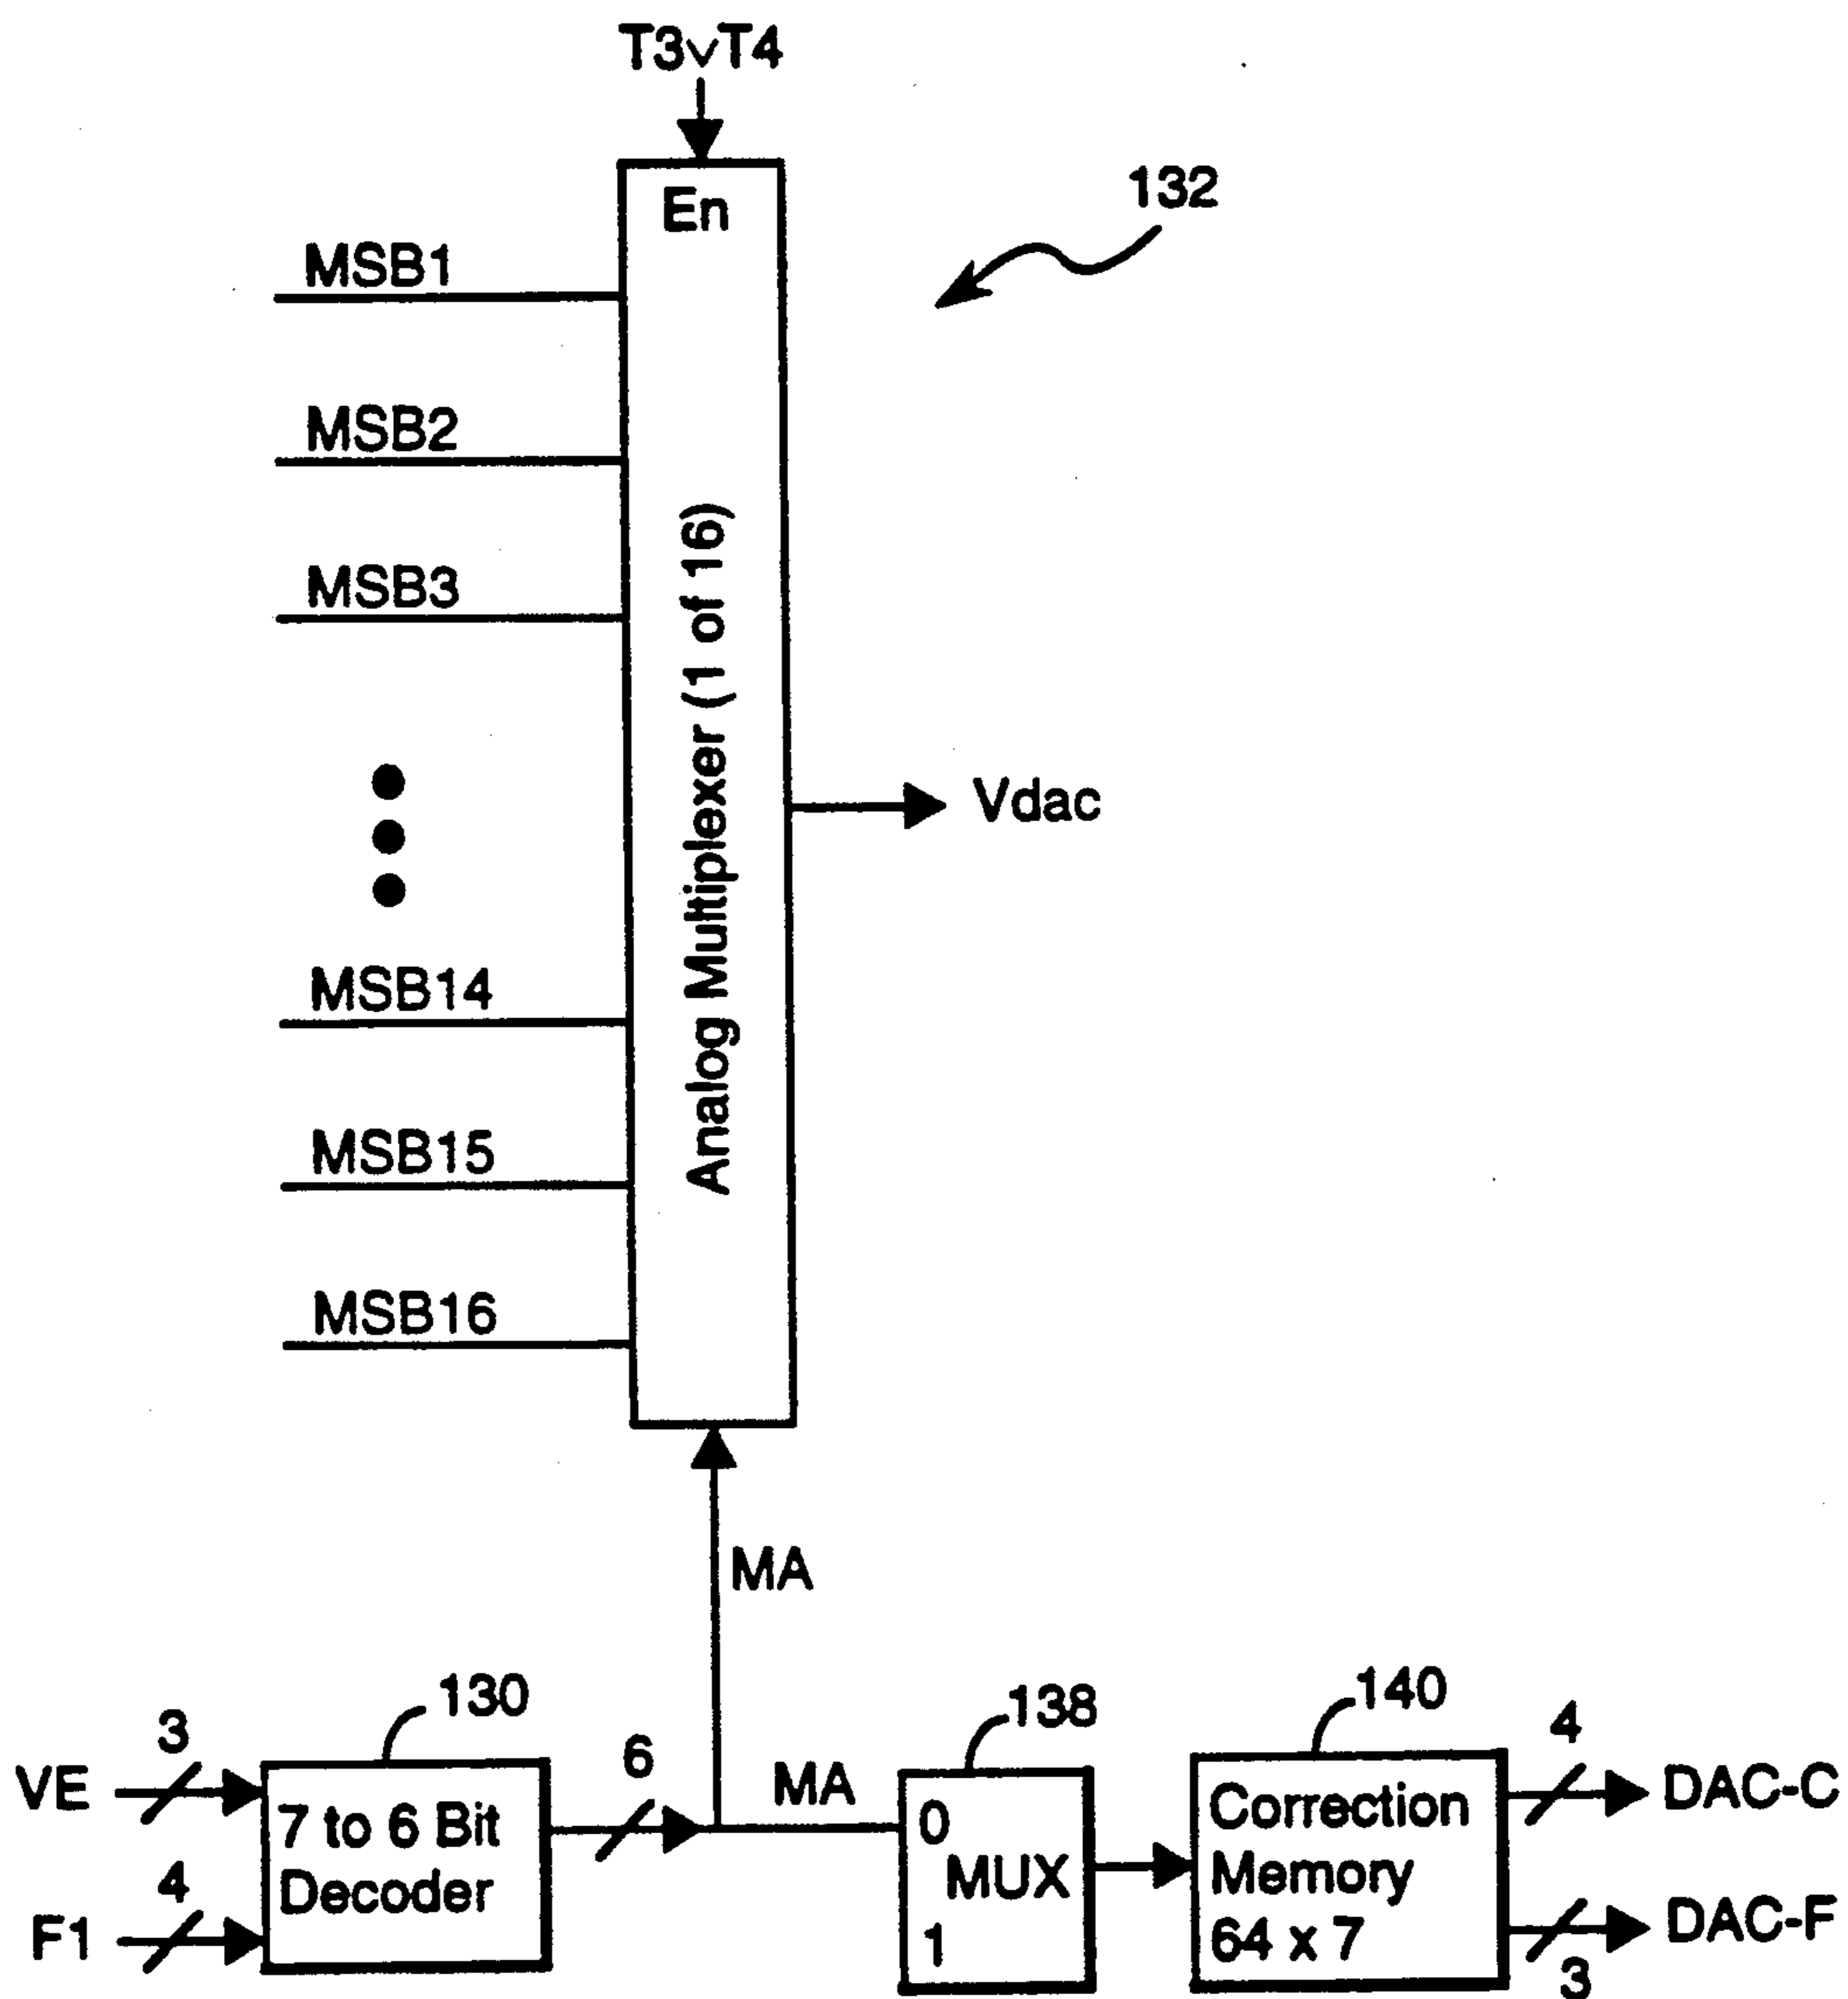 T3vT4
En
132
MSB1
MSB2
MSB3
Analog Multiplexer (1 of 16)
Vdac
MSB14
MSB15
MSB16
MA
130
138
140
VE
3
7 to 6 Bit
Decoder
6
MA
0
MUX
1
Correction
Memory
64 x 7
4
DAC-C
F1
4
DAC-F
3